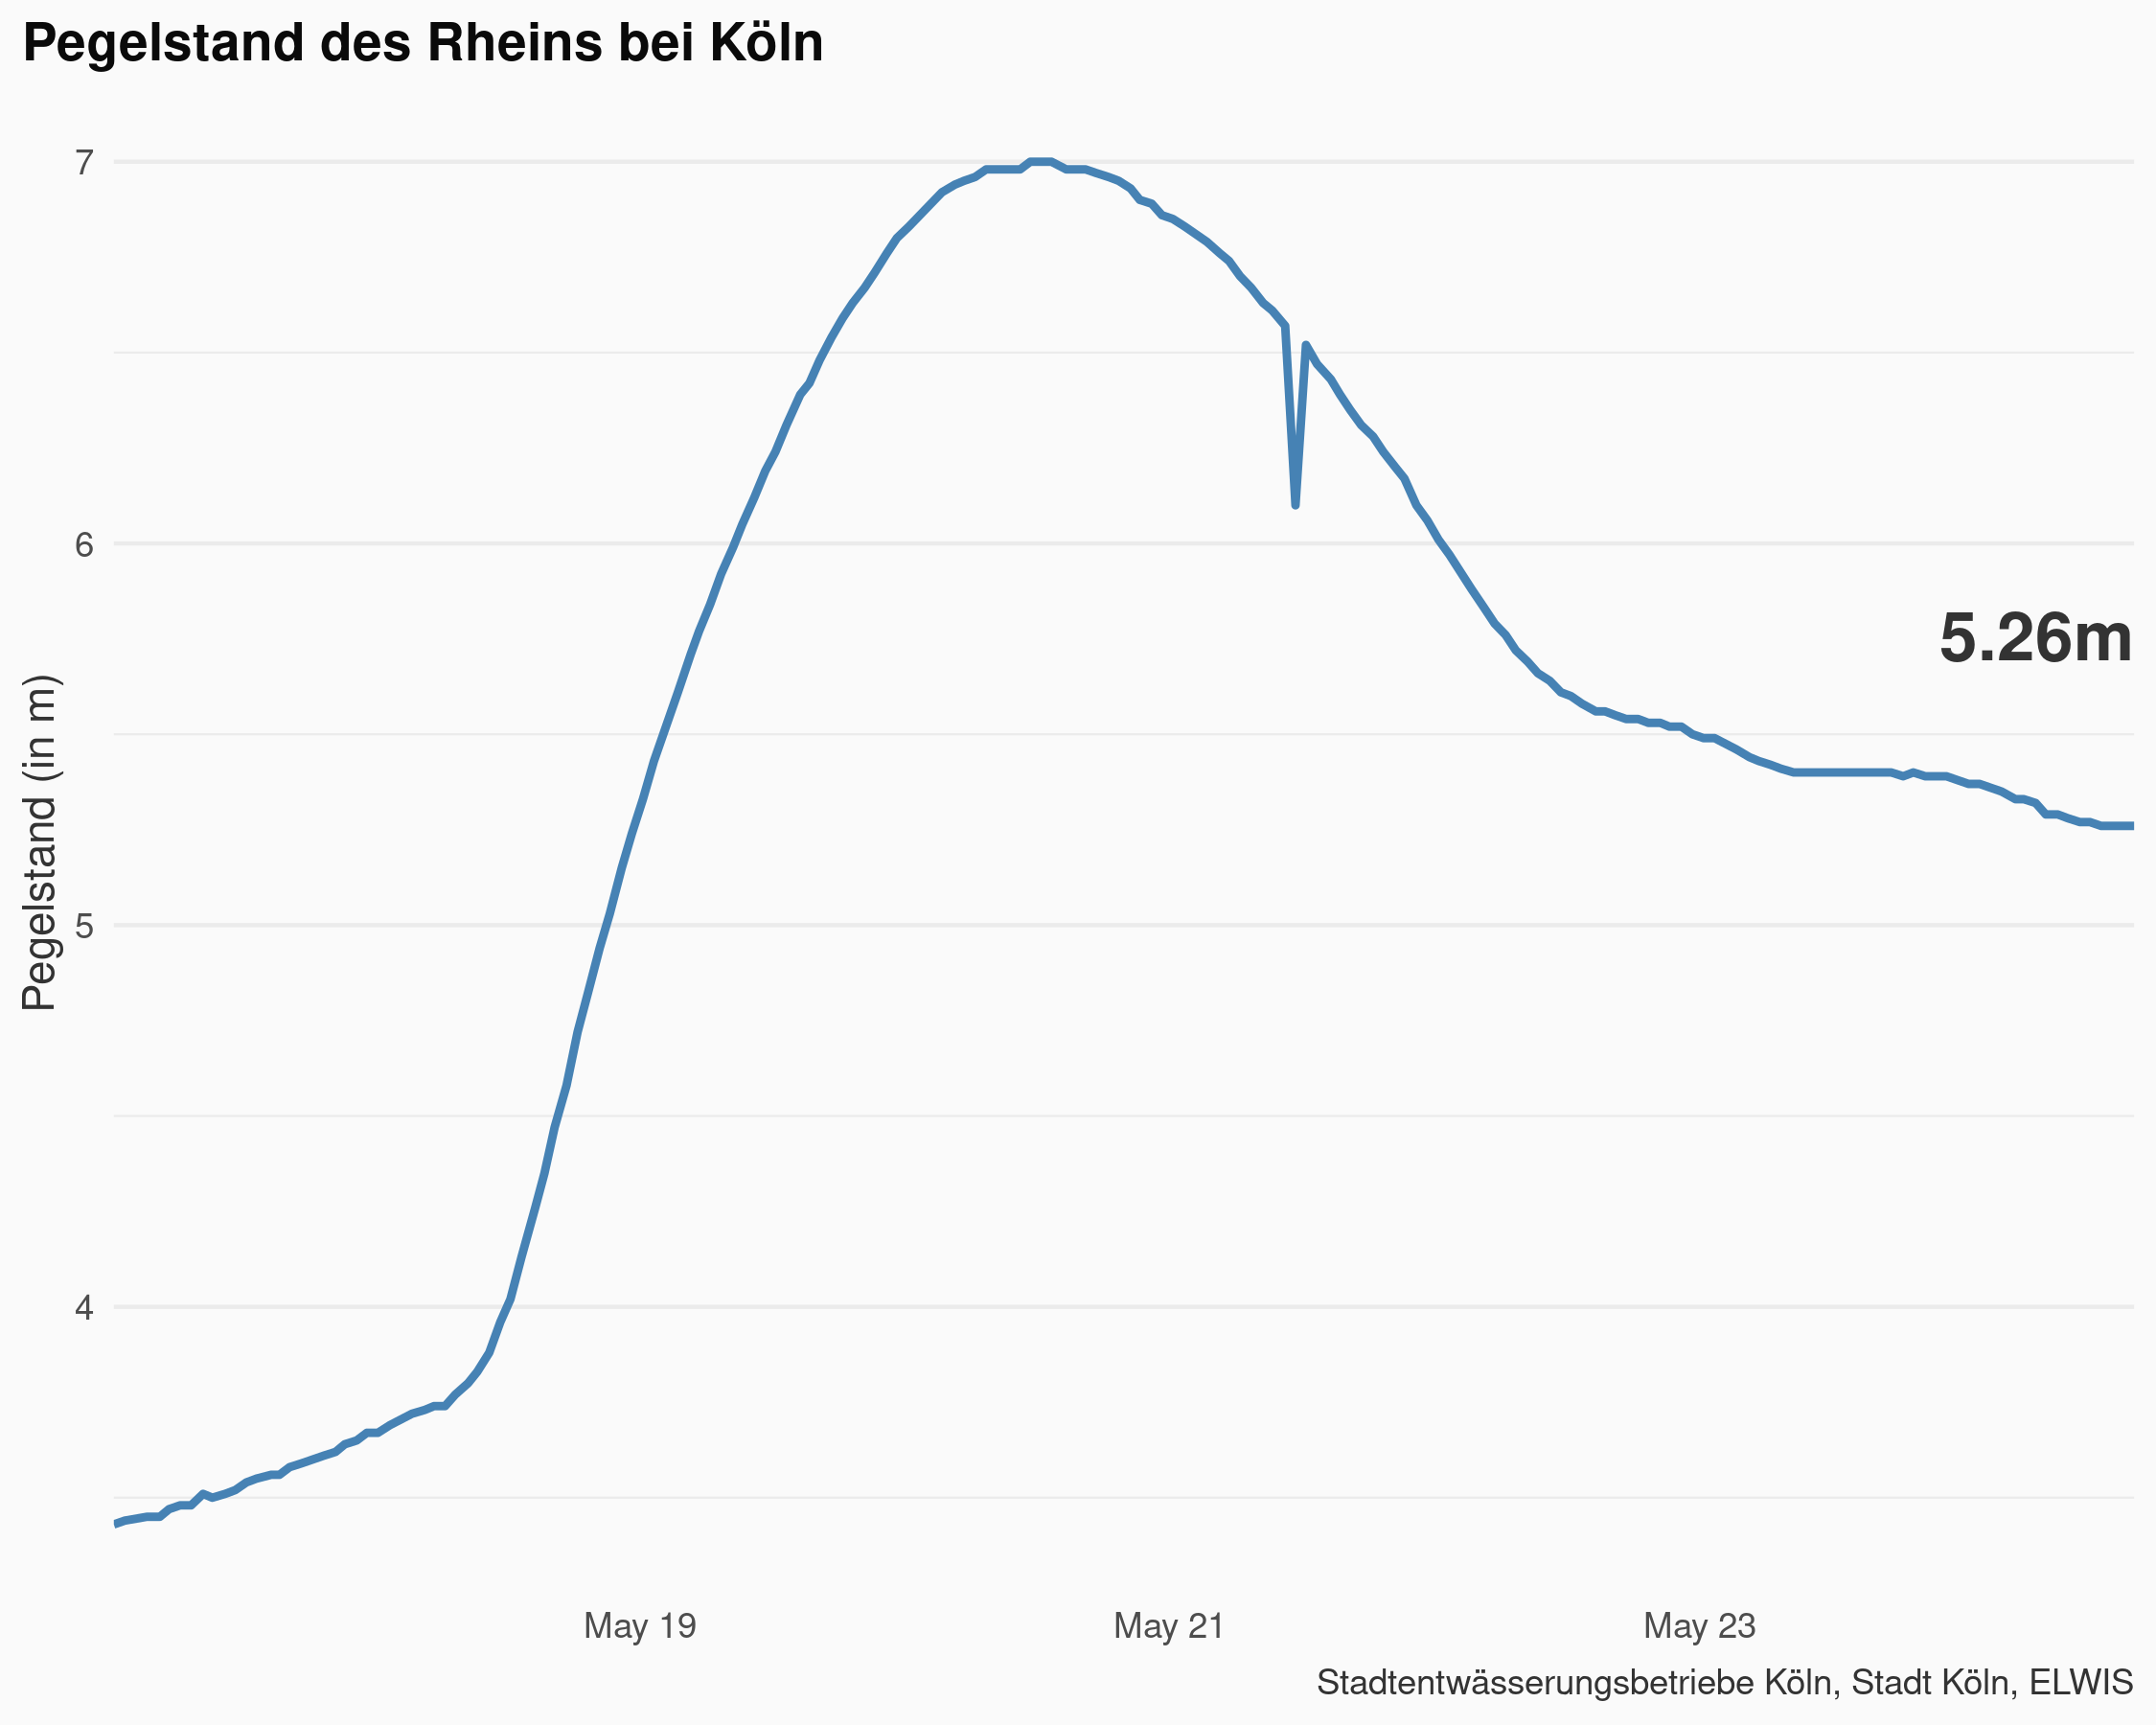 Pegelstand des Rheins bei Köln
Pegelstand (in m)
7
6
5
4
5.26m
May 19
May 21
May 23
Stadtentwässerungsbetriebe Köln, Stadt Köln, ELWIS